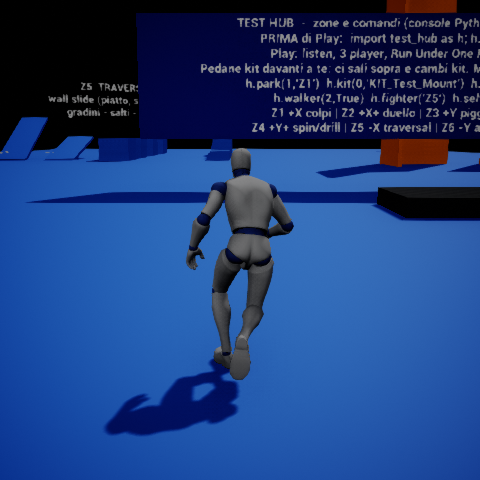 TEST HUB - zone e comandi (console Pyth
PRIMA di Play: import test_hub as h; h.
Play: listen, 3 player, Run Under One
Pedane kit davanti a te: ci sali sopra e cambi kit. M
h.park(1,'Z1') h.kit(0,'KIT_Test_Mount') h.
h.walker(2,True) h.fighter('Z5') h.sel
Z1 +X colpi | Z2 +X+ duello | Z3 +Y pigg
Z4 +Y+ spin/drill | Z5 -X traversal | Z6 -Y a
Z5 TRAVERS
wall slide (piatto, s
gradini - salti -